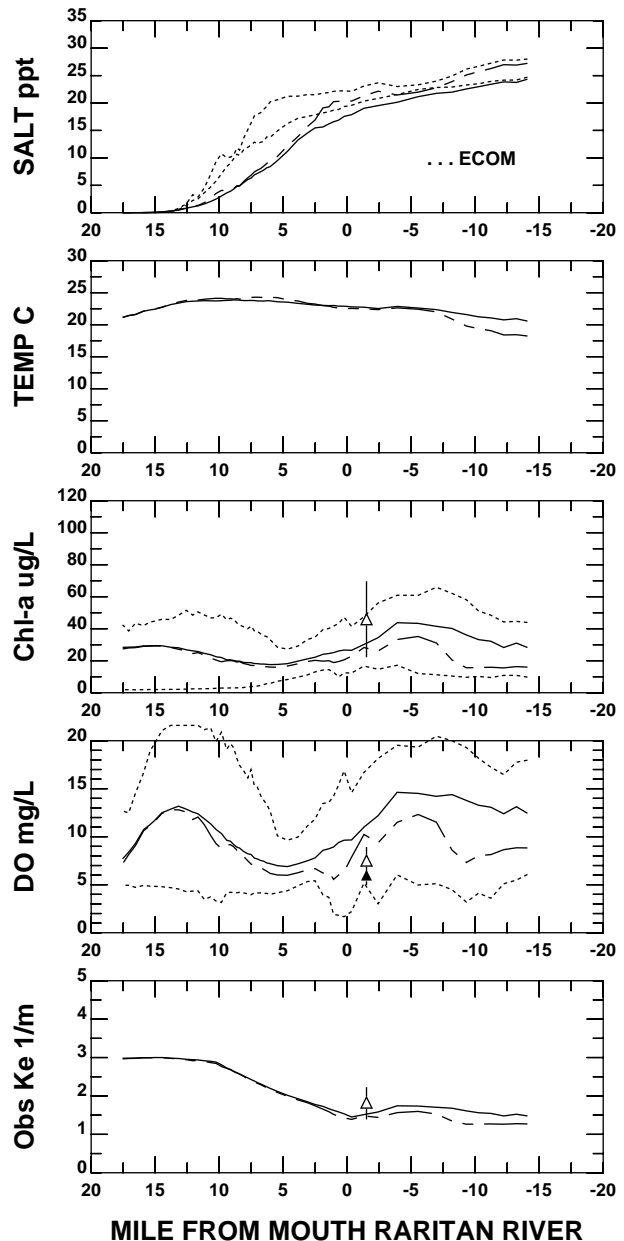 SALT ppt
35
30
25
20
15
10
5
0
. . . ECOM
20 15 10 5 0 -5 -10 -15 -20
TEMP C
30
25
20
15
10
5
0
20 15 10 5 0 -5 -10 -15 -20
Chl-a ug/L
120
100
80
60
40
20
0
20 15 10 5 0 -5 -10 -15 -20
DO mg/L
20
15
10
5
0
20 15 10 5 0 -5 -10 -15 -20
Obs Ke 1/m
5
4
3
2
1
0
20 15 10 5 0 -5 -10 -15 -20
MILE FROM MOUTH RARITAN RIVER